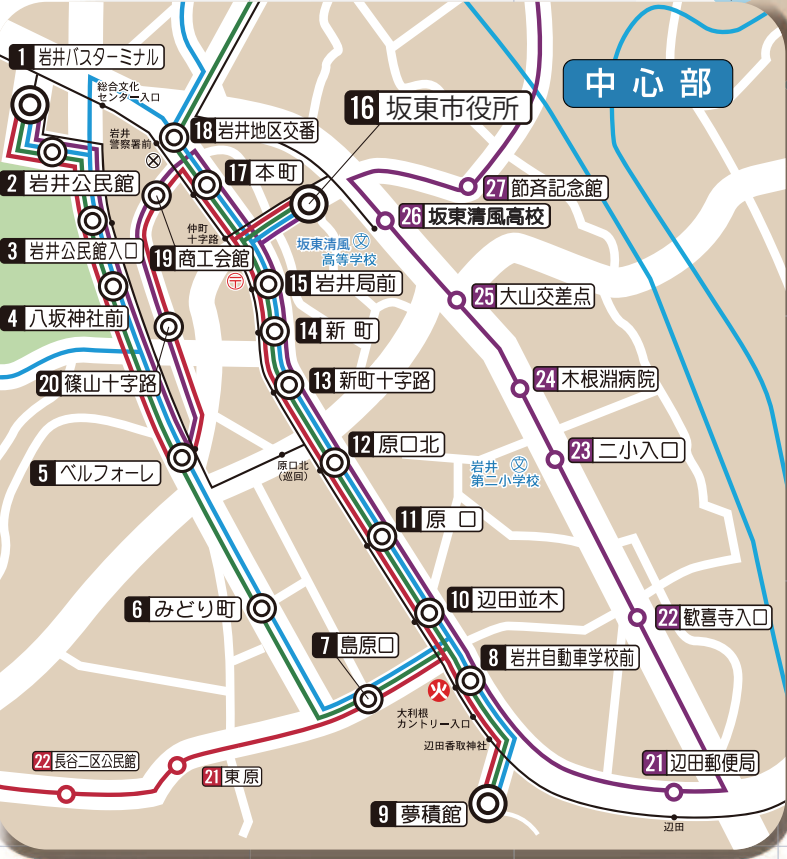 中心部
1 岩井バスターミナル
総合文化
センター入口
岩井
警察署前
18 岩井地区交番
16 坂東市役所
17 本町
2 岩井公民館
27 節斉記念館
26 坂東清風高校
仲町
十字路
坂東清風 文
高等学校
3 岩井公民館入口
19 商工会館
〒
15 岩井局前
25 大山交差点
4 八坂神社前
14 新町
20 篠山十字路
13 新町十字路
24 木根淵病院
12 原口北
23 二小入口
5 ベルフォーレ
原口北
(巡回)
岩井 文
第二小学校
11 原口
6 みどり町
10 辺田並木
22 歓喜寺入口
7 島原口
8 岩井自動車学校前
火
大利根
カントリー入口
辺田香取神社
22 長谷二区公民館
21 東原
21 辺田郵便局
9 夢積館
辺田